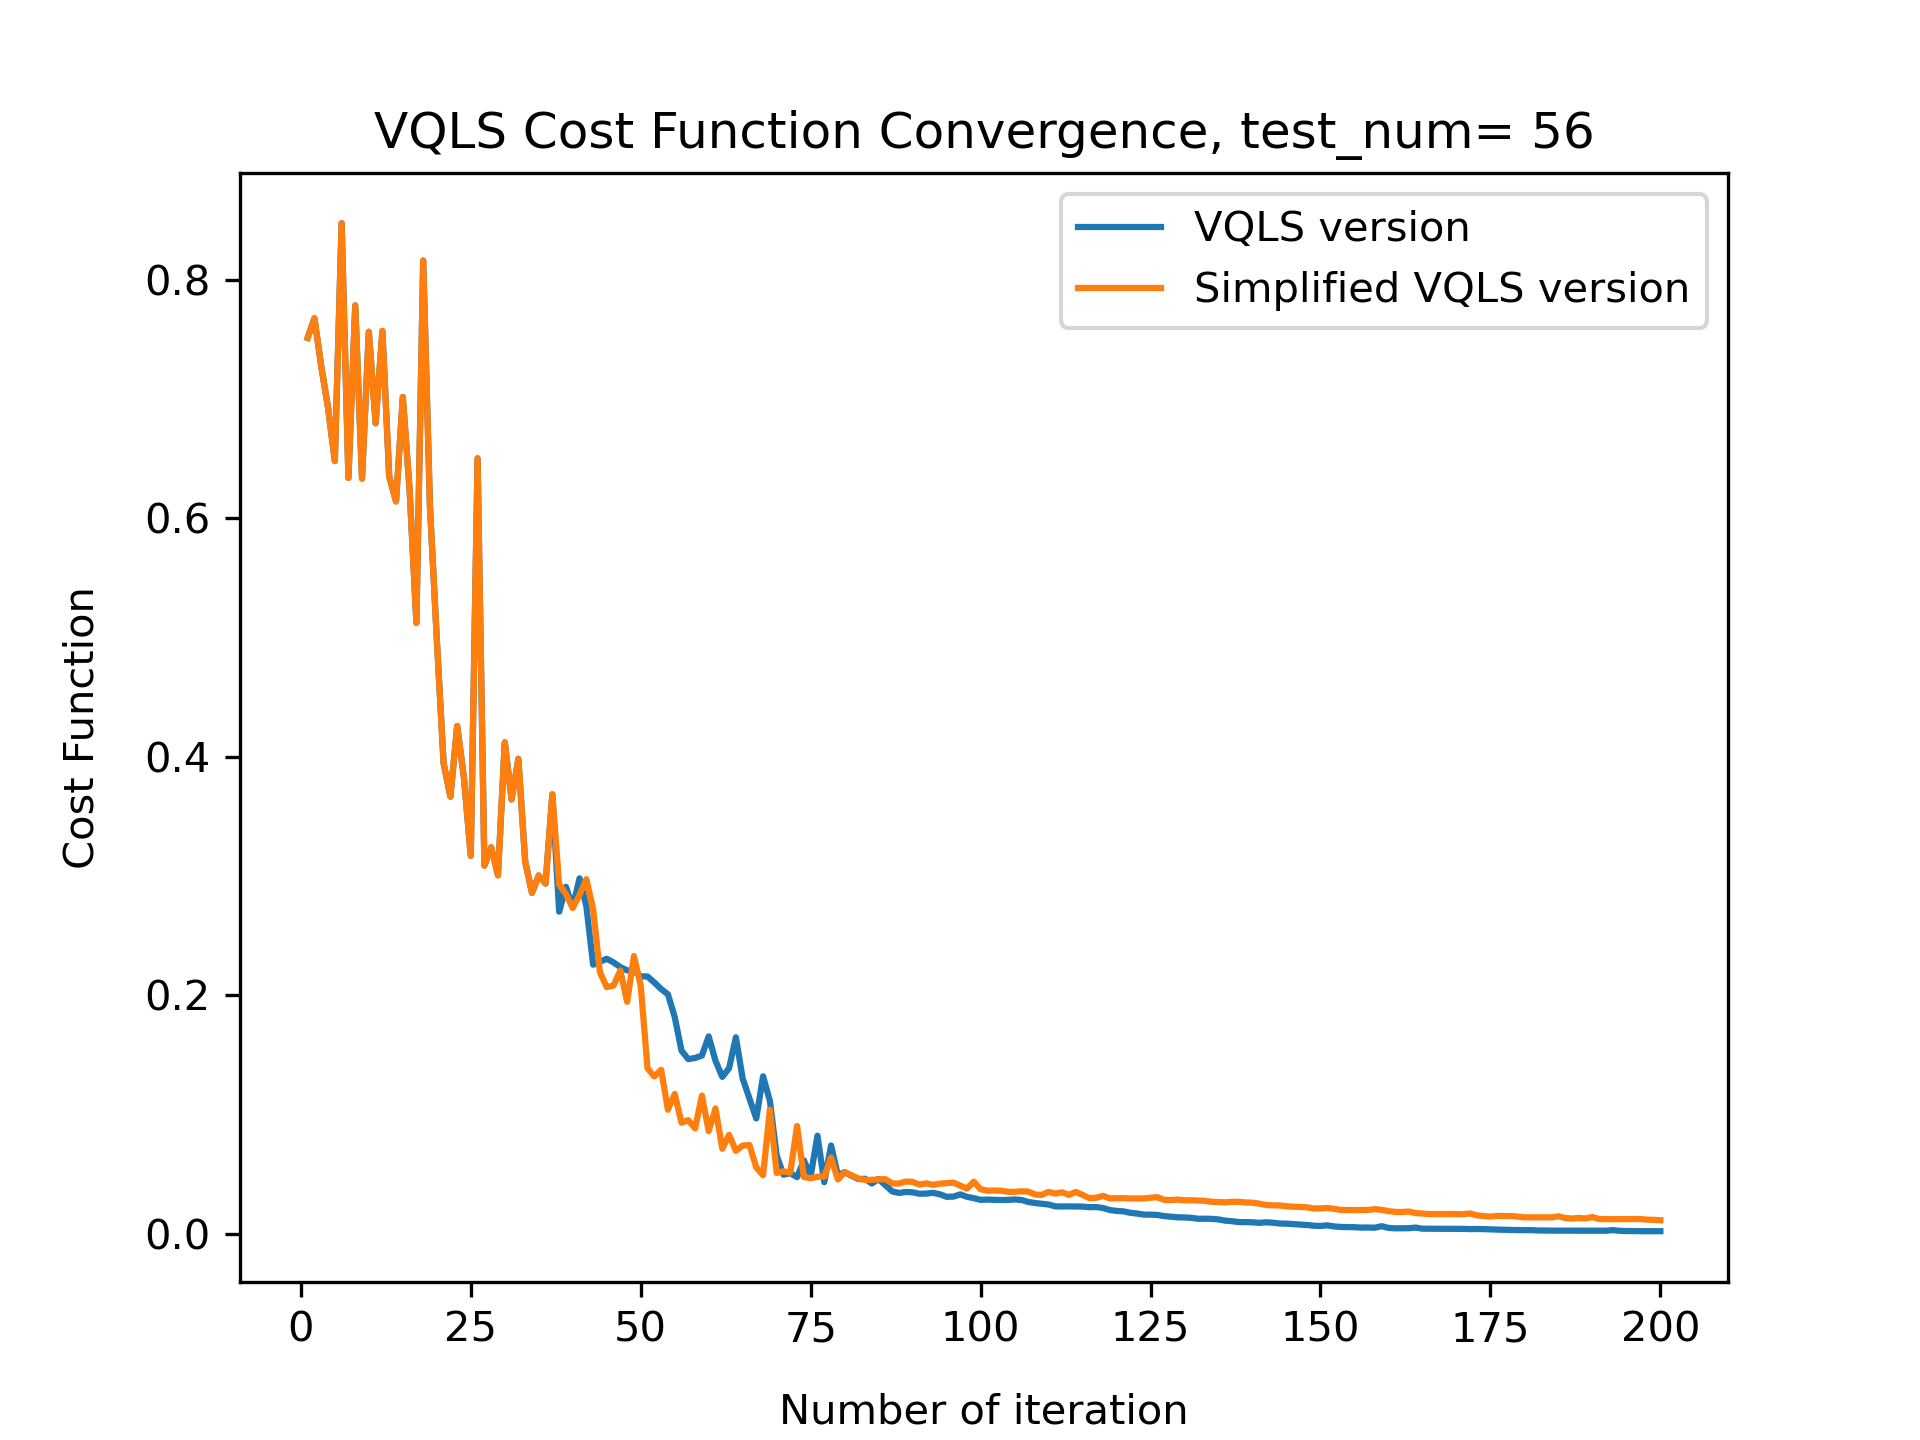 VQLS Cost Function Convergence, test_num= 56
VQLS version
Simplified VQLS version
Cost Function
0.8
0.6
0.4
0.2
0.0
0 25 50 75 100 125 150 175 200
Number of iteration